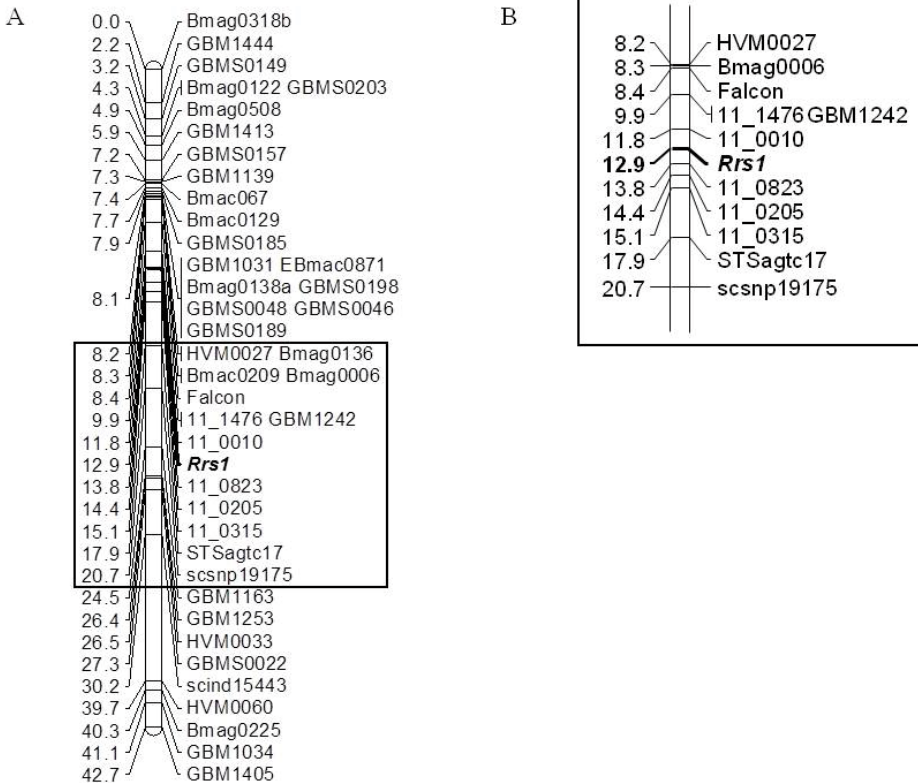 A
0.0 Bmag0318b
2.2 GBM1444
3.2 GBMS0149
4.3 Bmag0122 GBMS0203
4.9 Bmag0508
5.9 GBM1413
7.2 GBMS0157
7.3 GBM1139
7.4 Bmac067
7.7 Bmac0129
7.9 GBMS0185
GBM1031 EBmac0871
Bmag0138a GBMS0198
8.1 GBMS0048 GBMS0046
GBMS0189
8.2 HVM0027 Bmag0136
8.3 Bmac0209 Bmag0006
8.4 Falcon
9.9 11_1476 GBM1242
11.8 11_0010
12.9 Rrs1
13.8 11_0823
14.4 11_0205
15.1 11_0315
17.9 STSagtc17
20.7 scsnp19175
24.5 GBM1163
26.4 GBM1253
26.5 HVM0033
27.3 GBMS0022
30.2 scind15443
39.7 HVM0060
40.3 Bmag0225
41.1 GBM1034
42.7 GBM1405
B
8.2 HVM0027
8.3 Bmag0006
8.4 Falcon
9.9 11_1476 GBM1242
11.8 11_0010
12.9 Rrs1
13.8 11_0823
14.4 11_0205
15.1 11_0315
17.9 STSagtc17
20.7 scsnp19175